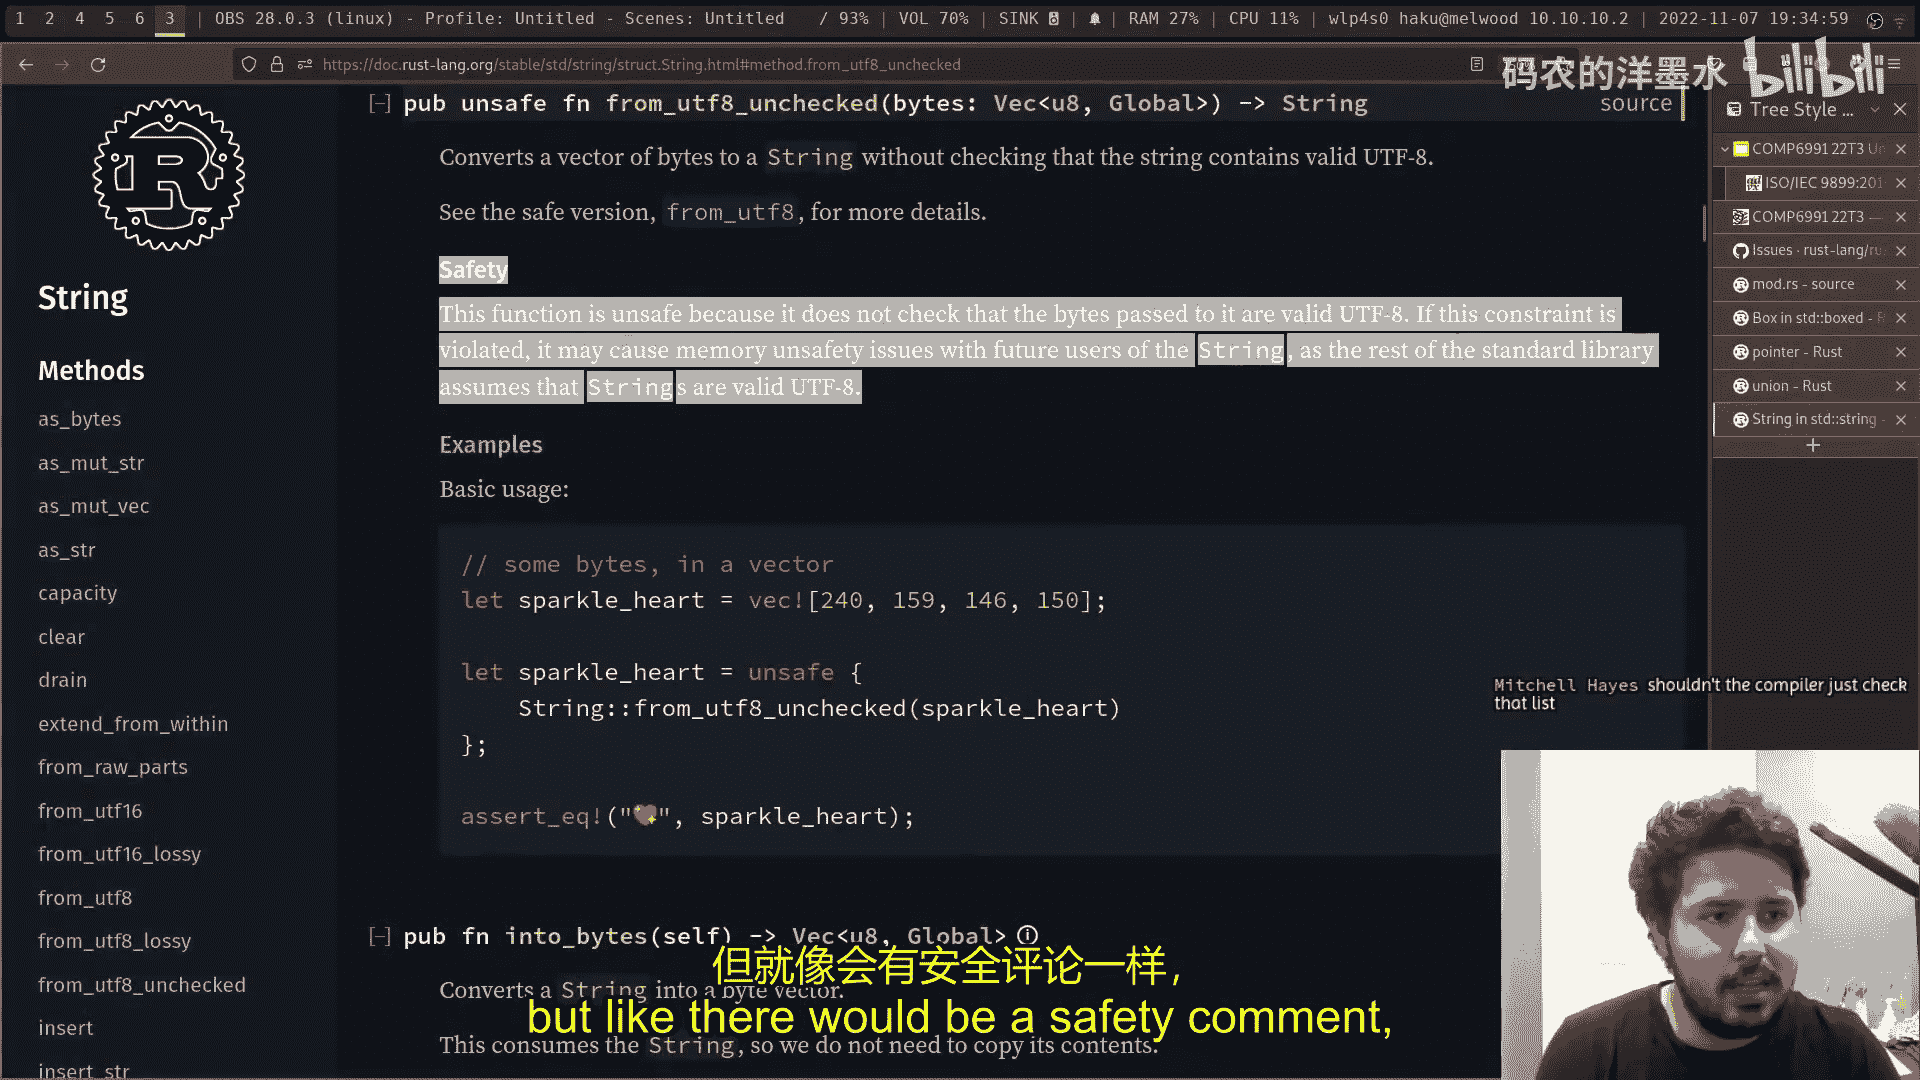 1 2 4 5 6 3 | OBS 28.0.3 (linux) - Profile: Untitled - Scenes: Untitled / 93% | VOL 70% | SINK | | RAM 27% | CPU 11% | wlp4s0 haku@melwood 10.10.10.2 | 2022-11-07 19:34:59
https://doc.rust-lang.org/stable/std/string/struct.String.html#method.from_utf8_unchecked
码农的洋墨水 bilibili
[-] pub unsafe fn from_utf8_unchecked(bytes: Vec<u8, Global>) -> String source
Converts a vector of bytes to a String without checking that the string contains valid UTF-8.
See the safe version, from_utf8, for more details.
Safety
This function is unsafe because it does not check that the bytes passed to it are valid UTF-8. If this constraint is
violated, it may cause memory unsafety issues with future users of the String, as the rest of the standard library
assumes that Strings are valid UTF-8.
Examples
Basic usage:
// some bytes, in a vector
let sparkle_heart = vec![240, 159, 146, 150];
let sparkle_heart = unsafe {
String::from_utf8_unchecked(sparkle_heart)
};
assert_eq!("💖", sparkle_heart);
[-] pub fn into_bytes(self) -> Vec<u8, Global>
Converts a String into a byte vector.
This consumes the String, so we do not need to copy its contents.
String
Methods
as_bytes
as_mut_str
as_mut_vec
as_str
capacity
clear
drain
extend_from_within
from_raw_parts
from_utf16
from_utf16_lossy
from_utf8
from_utf8_lossy
from_utf8_unchecked
insert
insert_str
Tree Style ...
COMP6991 22T3 Un
ISO/IEC 9899:201
COMP6991 22T3 —
Issues · rust-lang/ru
mod.rs - source
Box in std::boxed -
pointer - Rust
union - Rust
String in std::string -
Mitchell Hayes shouldn't the compiler just check
that list
但就像会有安全评论一样，
but like there would be a safety comment,